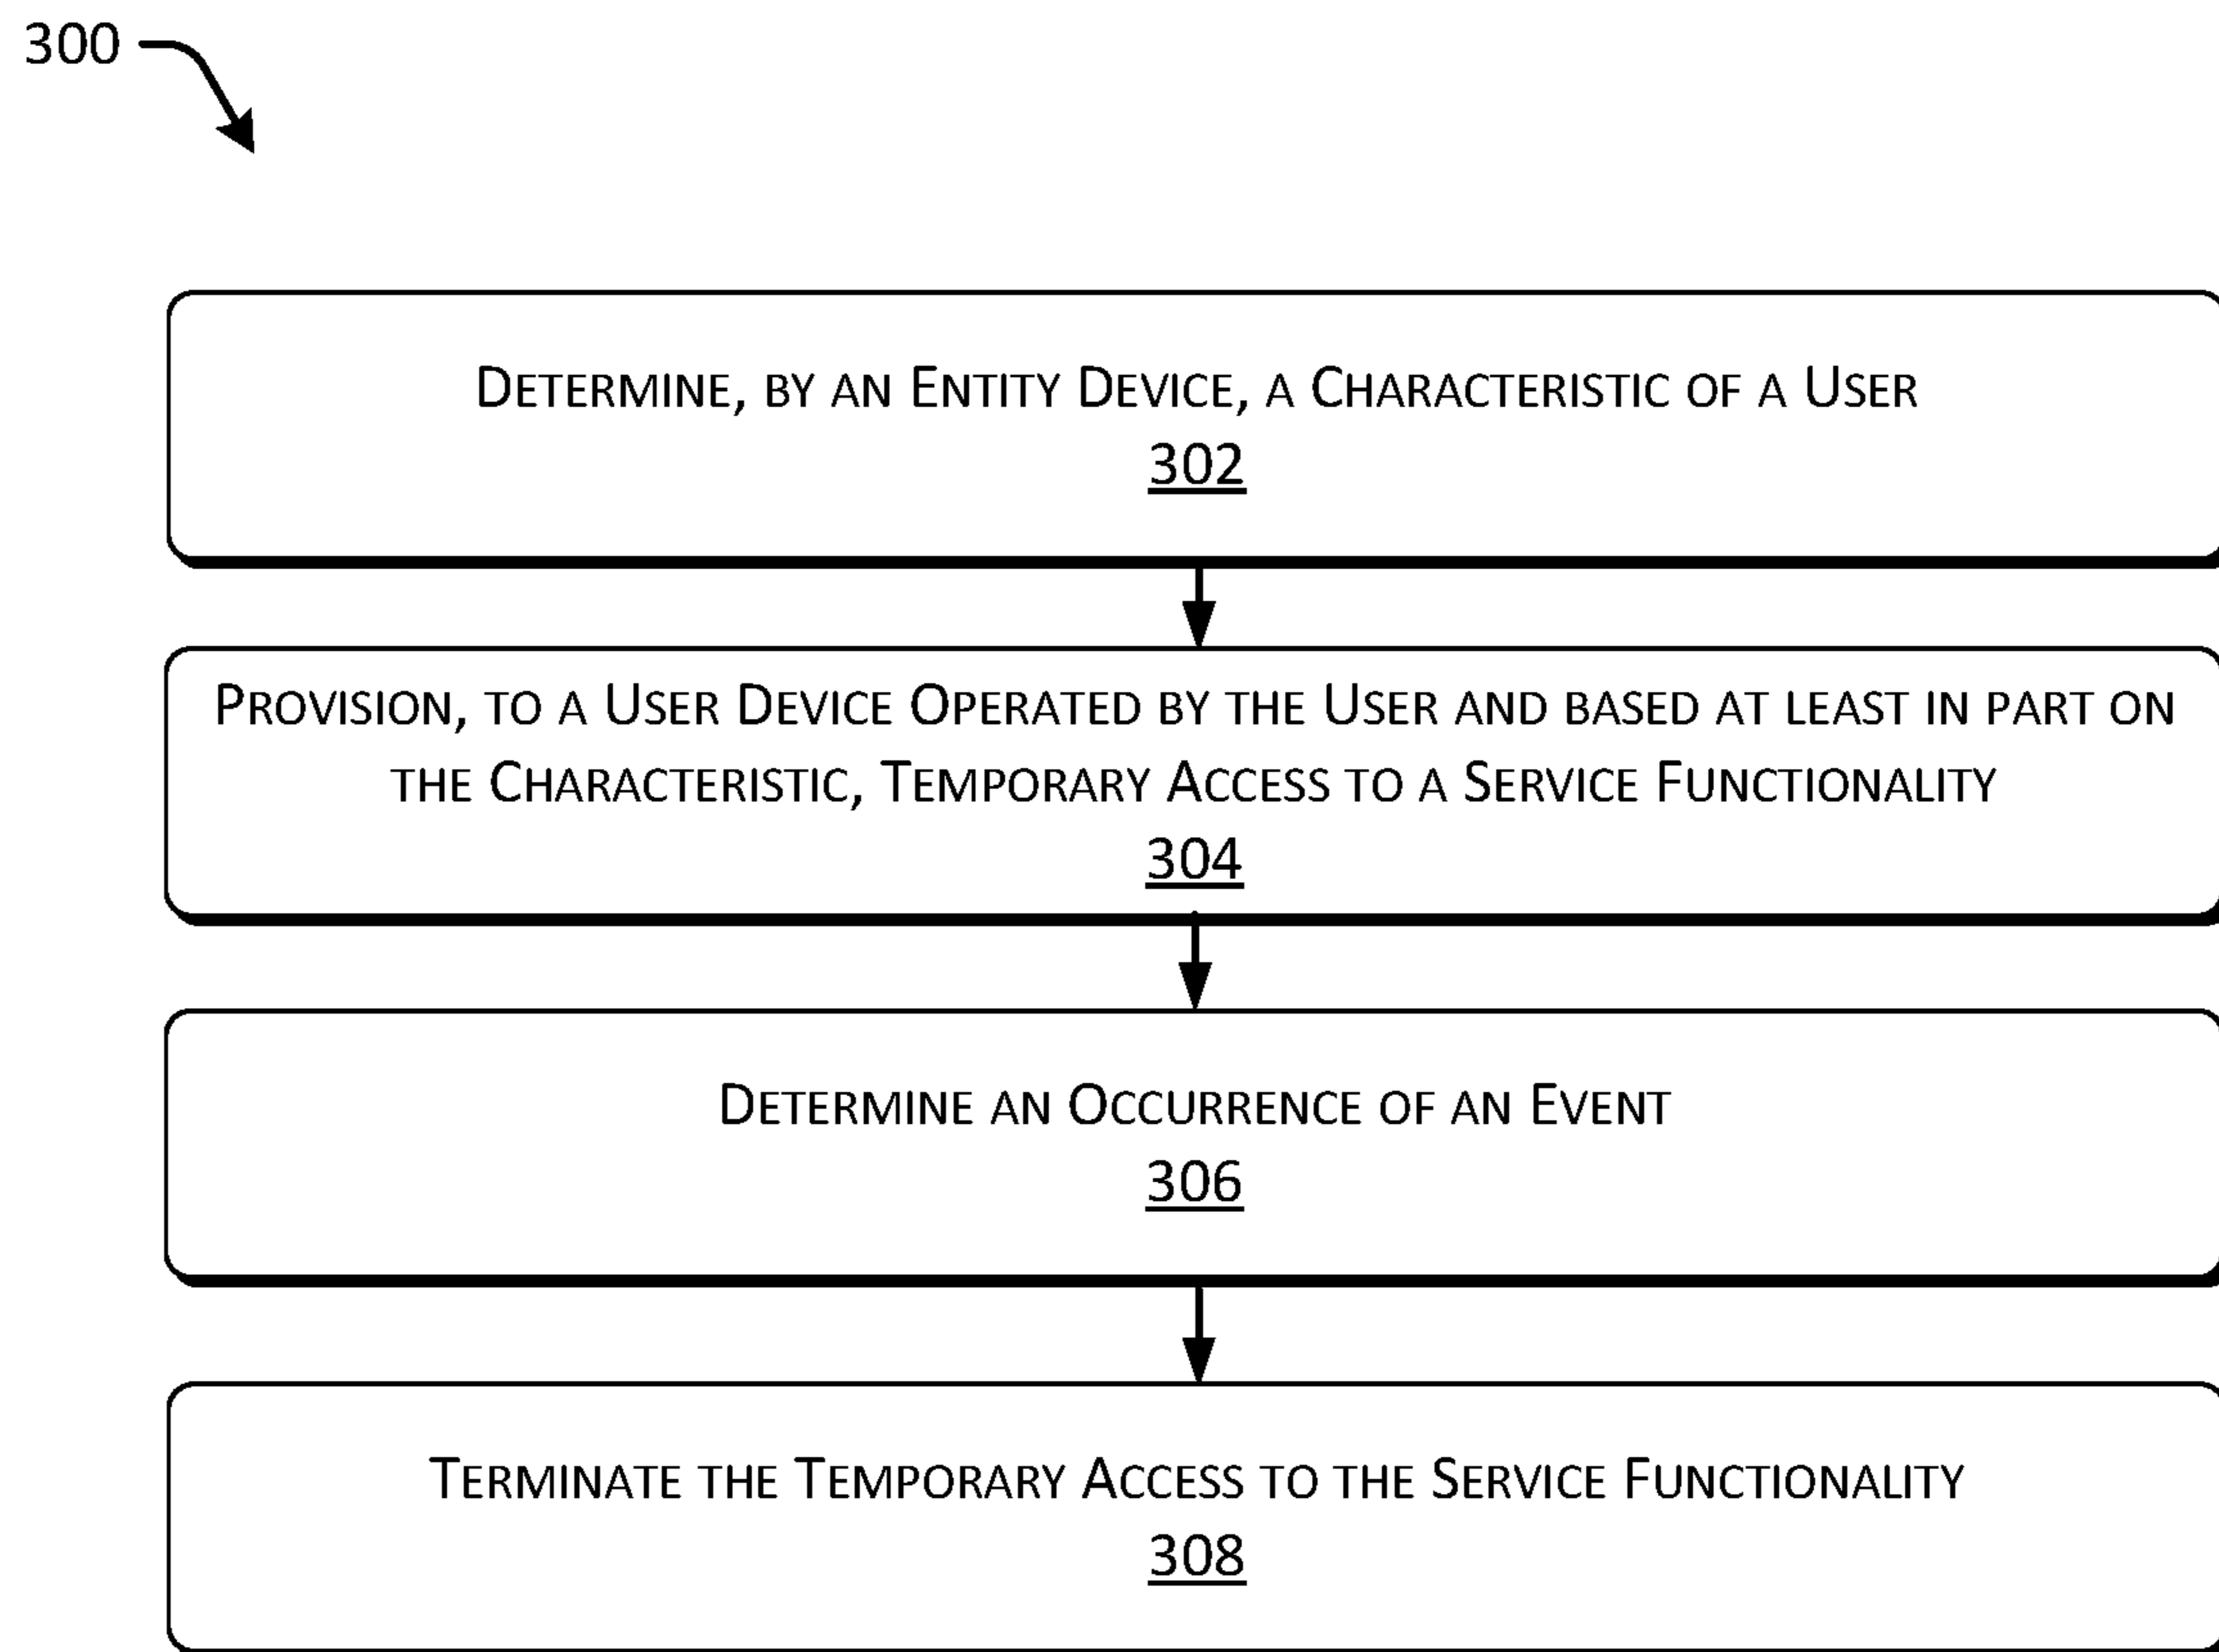 300
Determine, by an Entity Device, a Characteristic of a User
302
Provision, to a User Device Operated by the User and based at least in part on
the Characteristic, Temporary Access to a Service Functionality
304
Determine an Occurrence of an Event
306
Terminate the Temporary Access to the Service Functionality
308